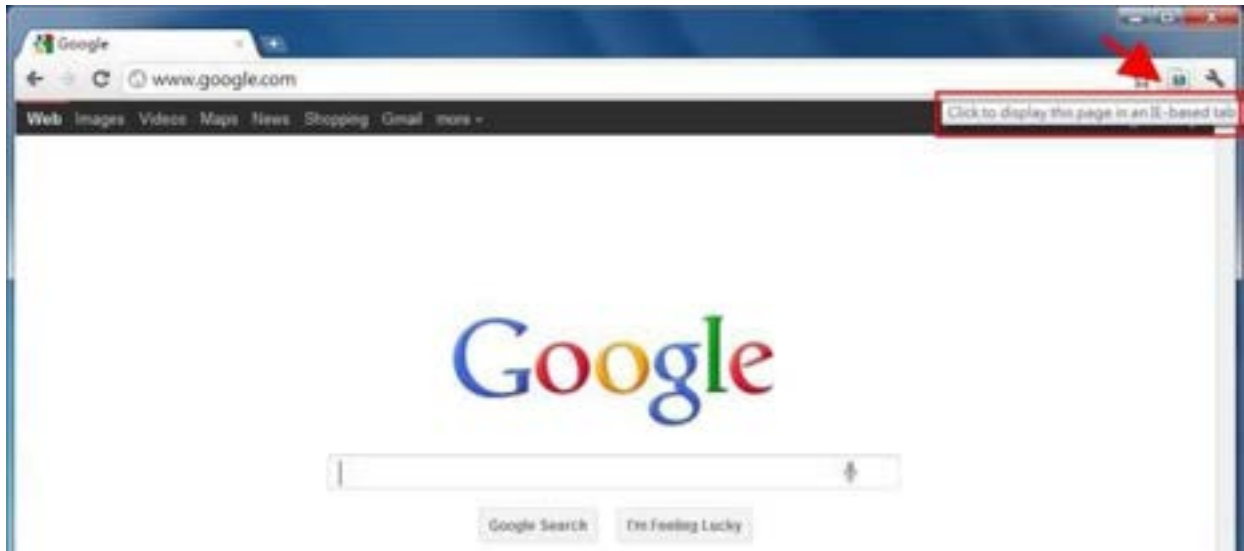 Google
www.google.com
Web Images Videos Maps News Shopping Gmail more
Click to display this page in an IE-based tab
Google
Google Search I'm Feeling Lucky